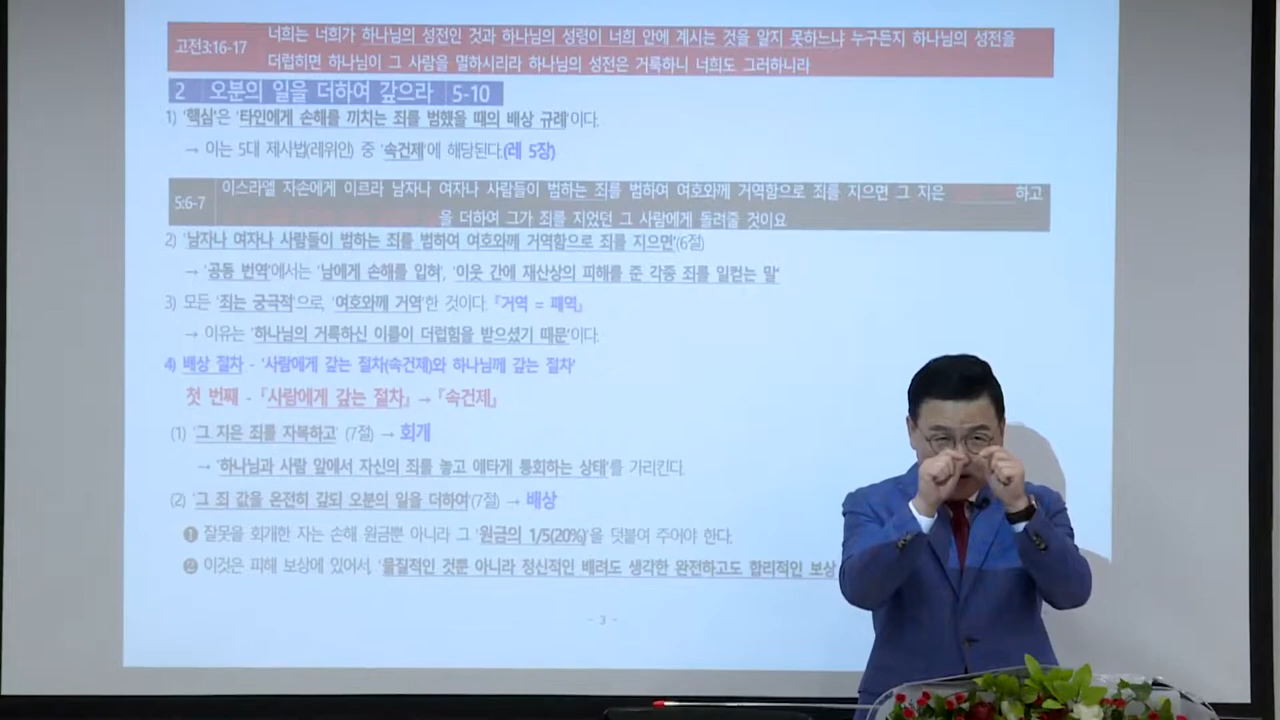 고전3:16-17 너희는 너희가 하나님의 성전인 것과 하나님의 성령이 너희 안에 계시는 것을 알지 못하느냐 누구든지 하나님의 성전을
더럽히면 하나님이 그 사람을 멸하시리라 하나님의 성전은 거룩하니 너희도 그러하니라
2 오분의 일을 더하여 갚으라 5-10
1) '핵심'은 '타인에게 손해를 끼치는 죄를 범했을 때의 배상 규례'이다.
→ 이는 5대 제사법(레위안) 중 '속건제'에 해당된다.(레 5장)
5:6-7 이스라엘 자손에게 이르라 남자나 여자나 사람들이 범하는 죄를 범하여 여호와께 거역함으로 죄를 지으면 그 지은 하고
을 더하여 그가 죄를 지었던 그 사람에게 돌려줄 것이요
2) '남자나 여자나 사람들이 범하는 죄를 범하여 여호와께 거역함으로 죄를 지으면'(6절)
→ '공동 번역'에서는 '남에게 손해를 입혀', '이웃 간에 재산상의 피해를 준 각종 죄를 일컫는 말'
3) 모든 '죄는 궁극적'으로, '여호와께 거역'한 것이다.『거역 = 패역』
→ 이유는 '하나님의 거룩하신 이름이 더럽힘을 받으셨기 때문'이다.
4) 배상 절차 - '사람에게 갚는 절차(속건제)와 하나님께 갚는 절차'
첫 번째 - 『사람에게 갚는 절차』 → 『속건제』
(1) '그 지은 죄를 자복하고' (7절) → 회개
→ '하나님과 사람 앞에서 자신의 죄를 놓고 애타게 통회하는 상태'를 가리킨다.
(2) '그 죄 값을 온전히 갚되 오분의 일을 더하여'(7절) → 배상
❶ 잘못을 회개한 자는 손해 원금뿐 아니라 그 '원금의 1/5(20%)'을 덧붙여 주어야 한다.
❷ 이것은 피해 보상에 있어서, '물질적인 것뿐 아니라 정신적인 배려도 생각한 완전하고도 합리적인 보상
- 3 -